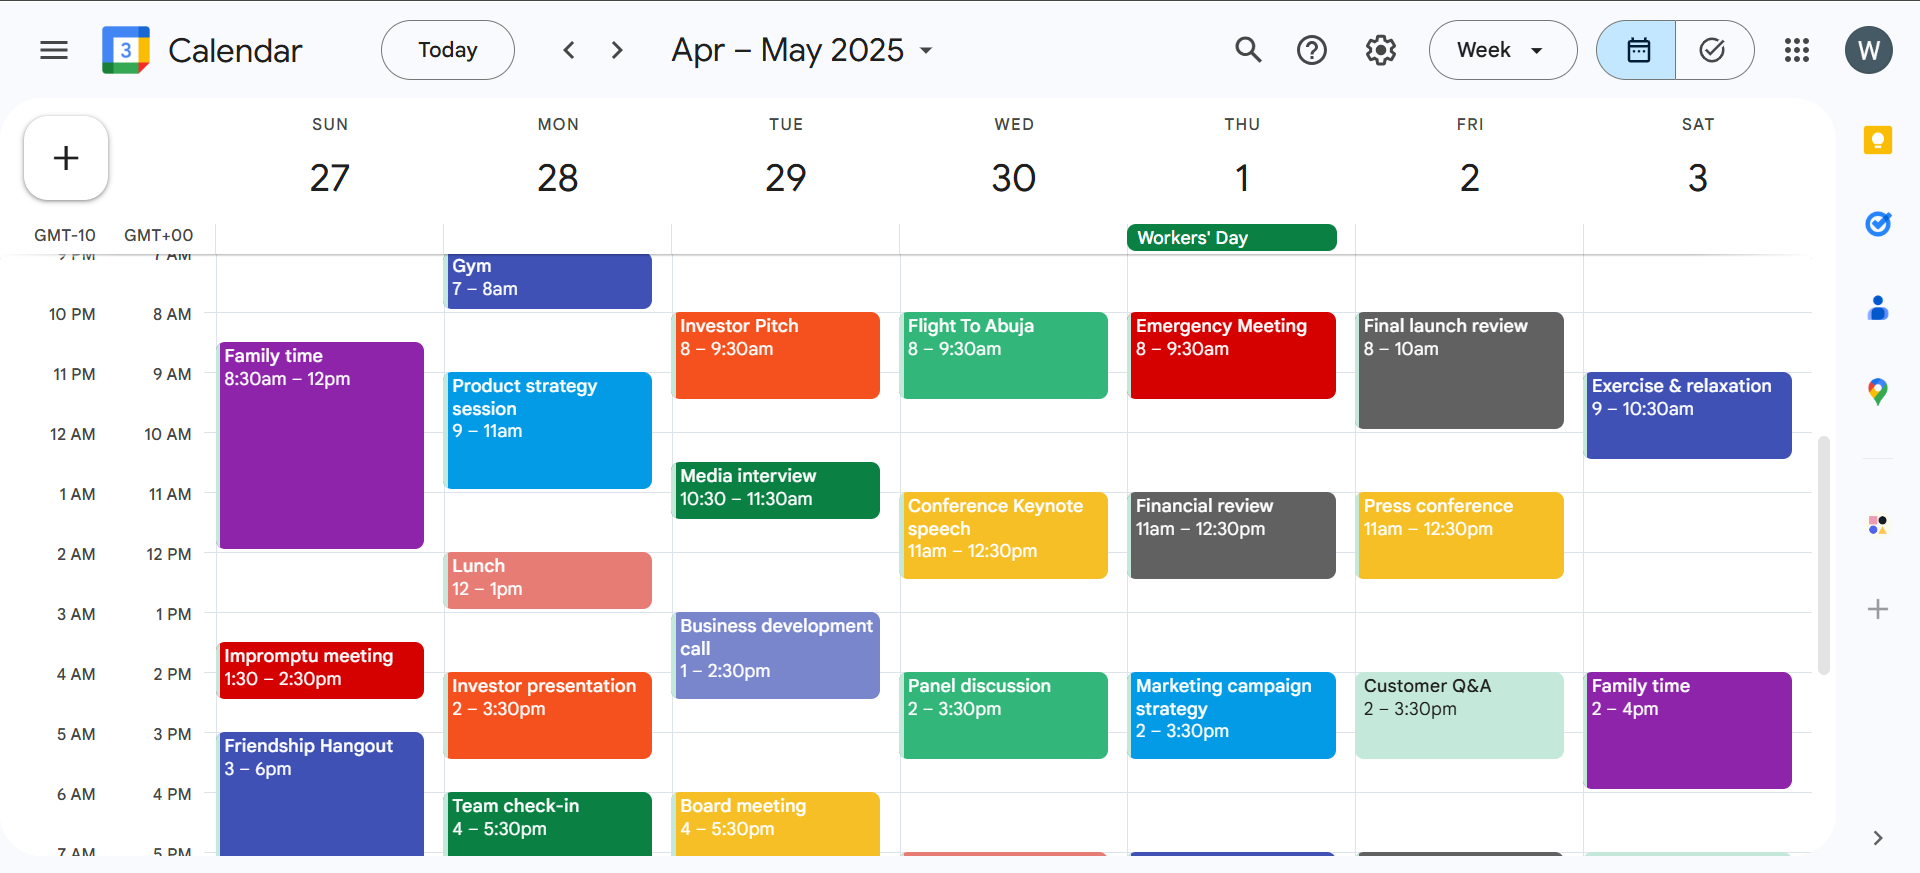 3
Calendar
Today
Apr – May 2025
Week
W
SUN
MON
TUE
WED
THU
FRI
SAT
27
28
29
30
1
2
3
GMT-10
GMT+00
Workers' Day
9 PM
7 AM
10 PM
8 AM
11 PM
9 AM
12 AM
10 AM
1 AM
11 AM
2 AM
12 PM
3 AM
1 PM
4 AM
2 PM
5 AM
3 PM
6 AM
4 PM
7 AM
5 PM
Family time
8:30am – 12pm
Impromptu meeting
1:30 – 2:30pm
Friendship Hangout
3 – 6pm
Gym
7 – 8am
Product strategy
session
9 – 11am
Lunch
12 – 1pm
Investor presentation
2 – 3:30pm
Team check-in
4 – 5:30pm
Investor Pitch
8 – 9:30am
Media interview
10:30 – 11:30am
Business development
call
1 – 2:30pm
Board meeting
4 – 5:30pm
Flight To Abuja
8 – 9:30am
Conference Keynote
speech
11am – 12:30pm
Panel discussion
2 – 3:30pm
Emergency Meeting
8 – 9:30am
Financial review
11am – 12:30pm
Marketing campaign
strategy
2 – 3:30pm
Final launch review
8 – 10am
Press conference
11am – 12:30pm
Customer Q&A
2 – 3:30pm
Exercise & relaxation
9 – 10:30am
Family time
2 – 4pm